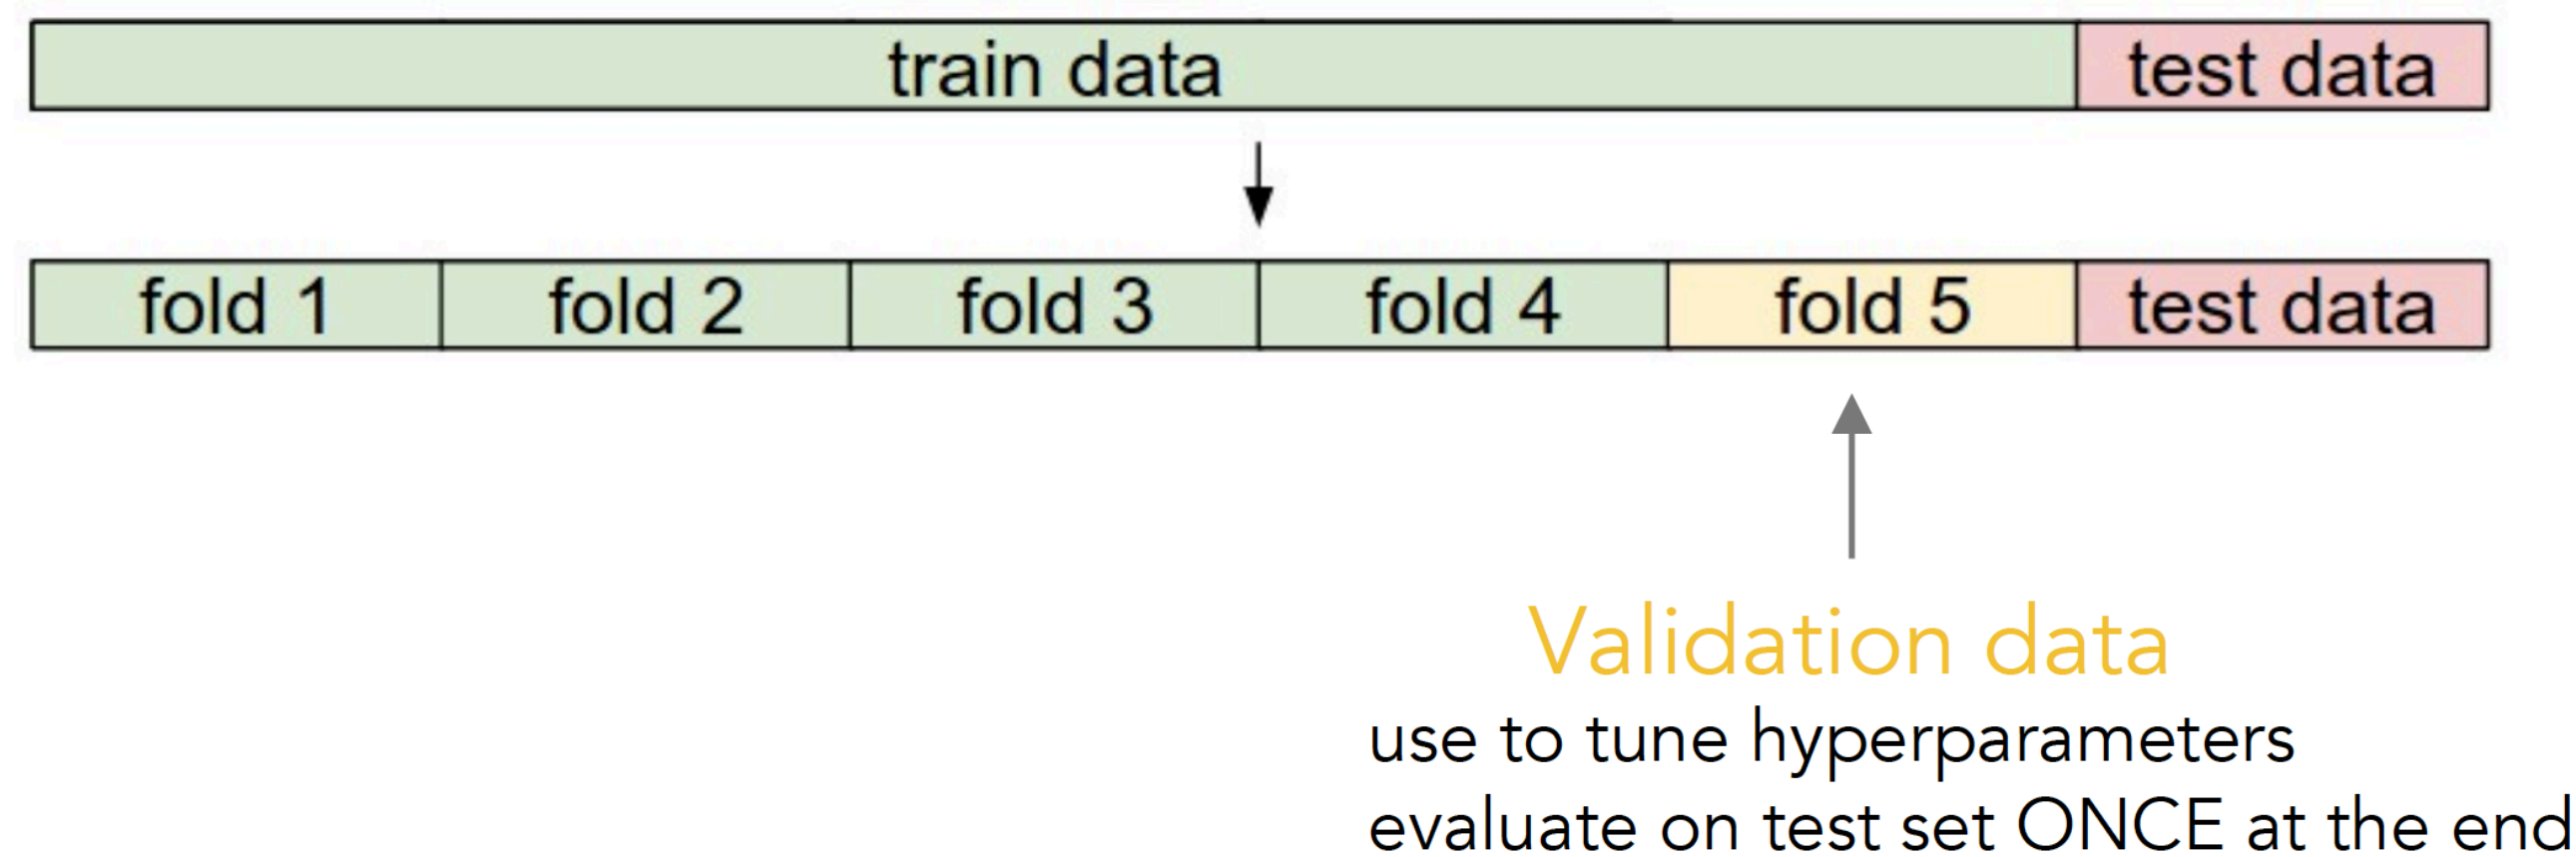 train data test data
fold 1 fold 2 fold 3 fold 4 fold 5 test data
Validation data
use to tune hyperparameters
evaluate on test set ONCE at the end